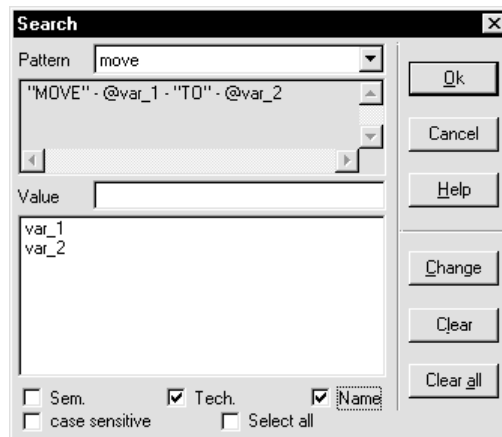 Search
Pattern move
"MOVE" - @var_1 - "TO" - @var_2
Ok
Cancel
Value
Help
var_1
var_2
Change
Clear
Clear all
Sem. Tech. Name
case sensitive Select all